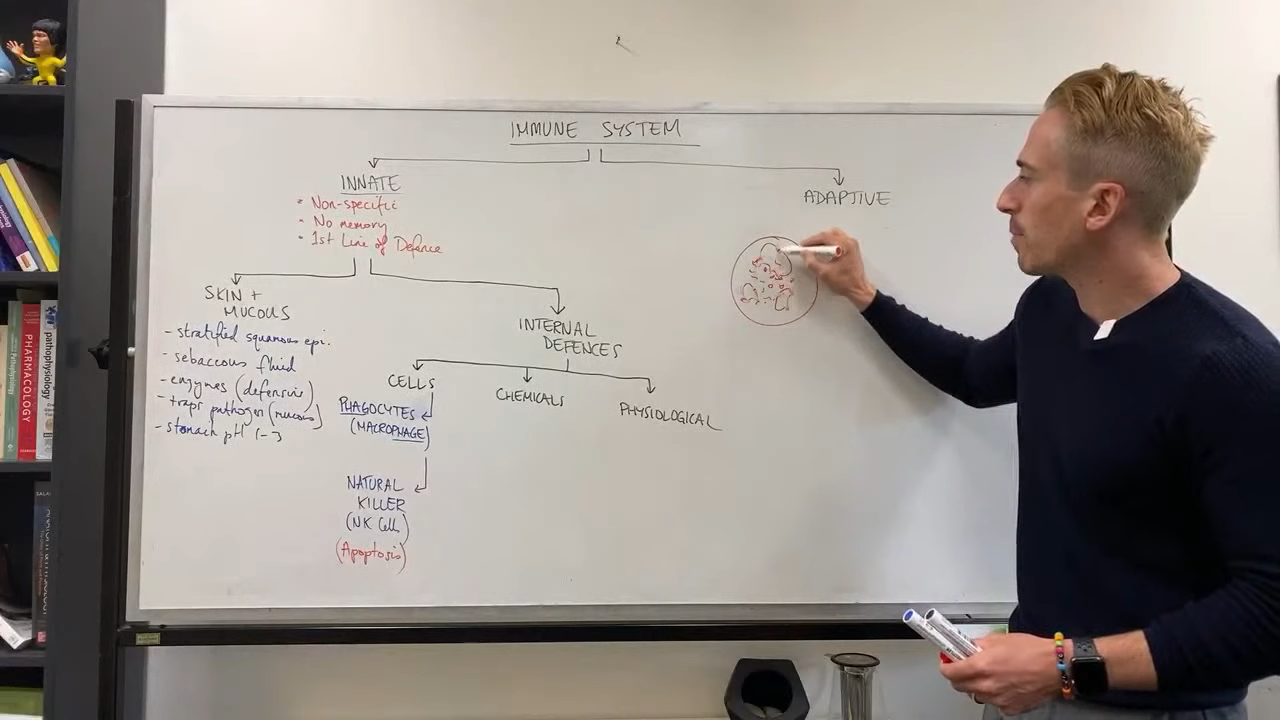 IMMUNE SYSTEM
INNATE
• Non-specific
• No memory
• 1st Line of Defence
ADAPTIVE
SKIN +
MUCOUS
- stratified squamous epi.
- sebaceous fluid
- enzymes (defensive)
- traps pathogen (mucous)
- stomach pH (-)
INTERNAL
DEFENCES
CELLS
CHEMICALS
PHYSIOLOGICAL
PHAGOCYTES
(MACROPHAGE)
NATURAL
KILLER
(NK Cell)
(Apoptosis)
PHARMACOLOGY
pathophysiology